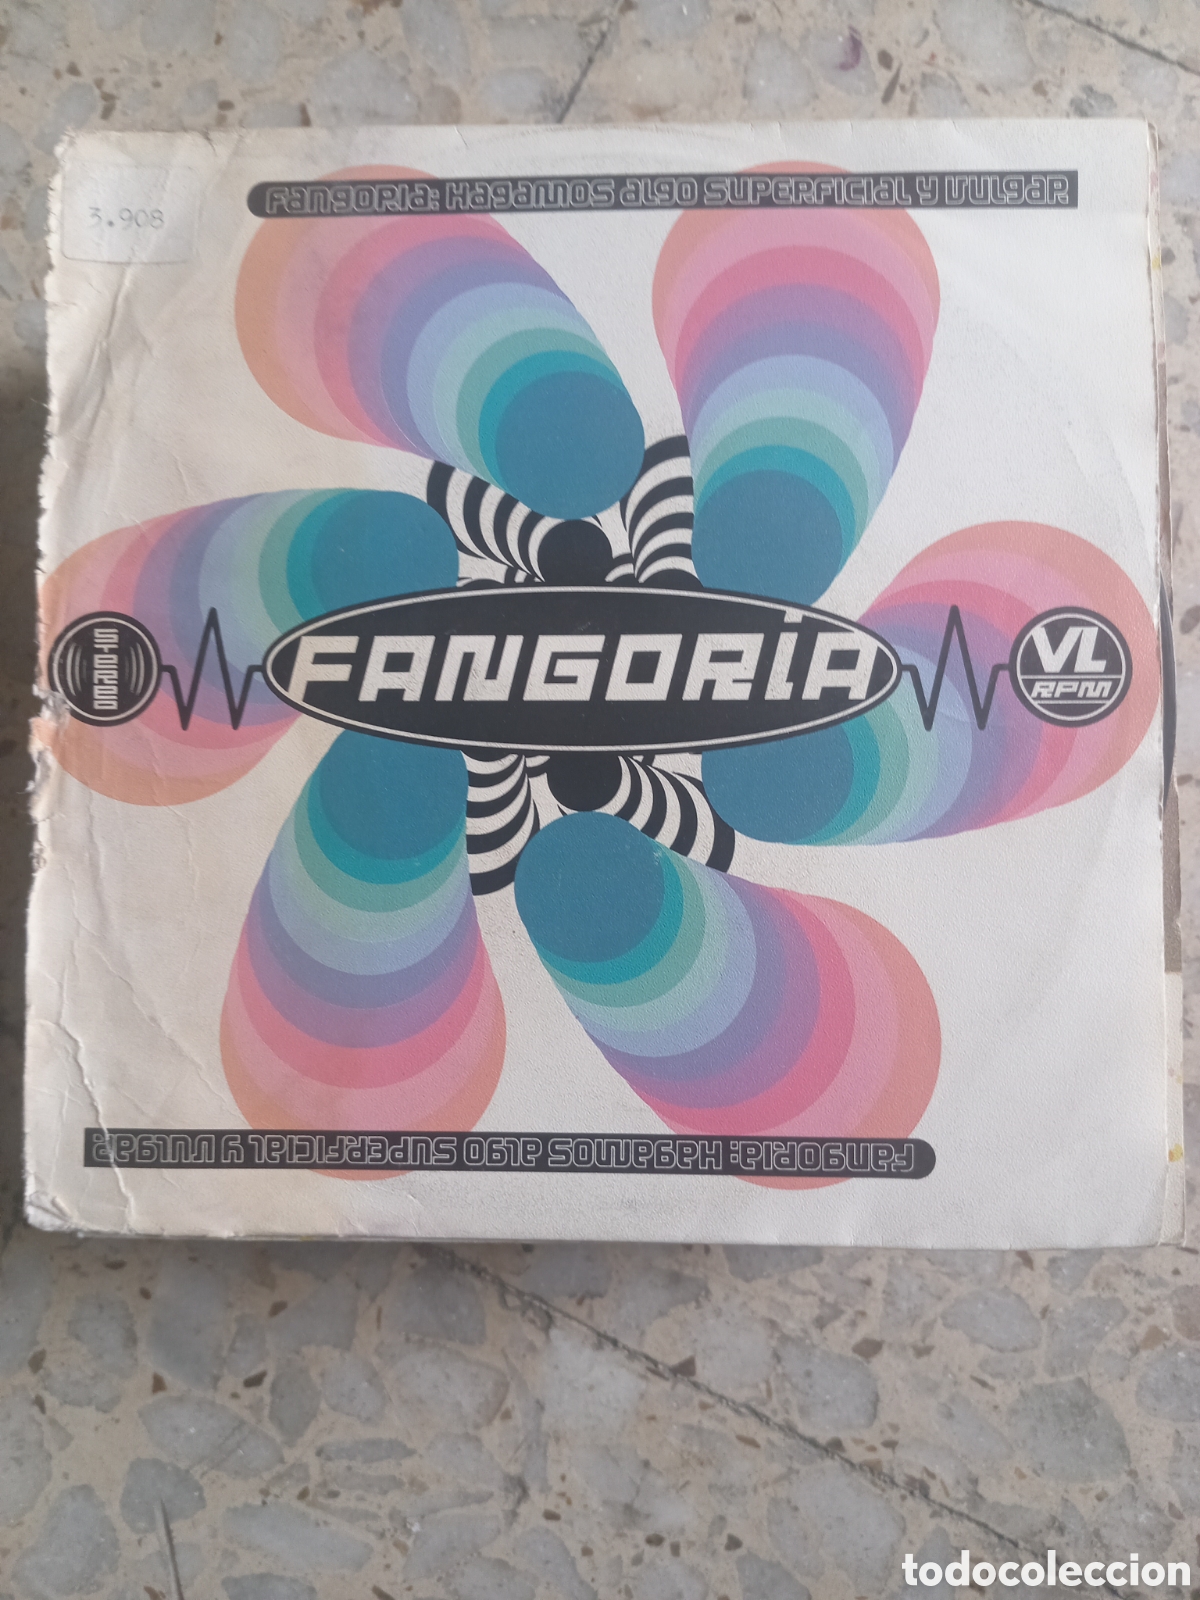 3.908
FANGORIA: HAGAMOS ALGO SUPERFICIAL Y VULGAR
STEREO
FANGORIA
VL
RPM
FANGORIA: HAGAMOS ALGO SUPERFICIAL Y VULGAR
todocoleccion